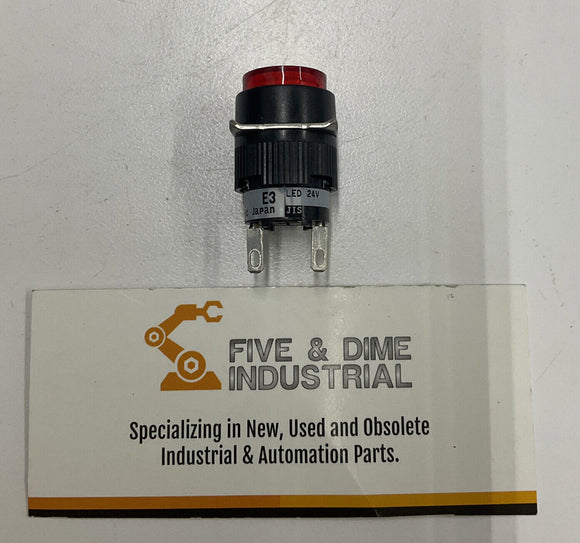 E3 LED 24V
Japan JIS
FIVE & DIME
INDUSTRIAL
Specializing in New, Used and Obsolete
Industrial & Automation Parts.